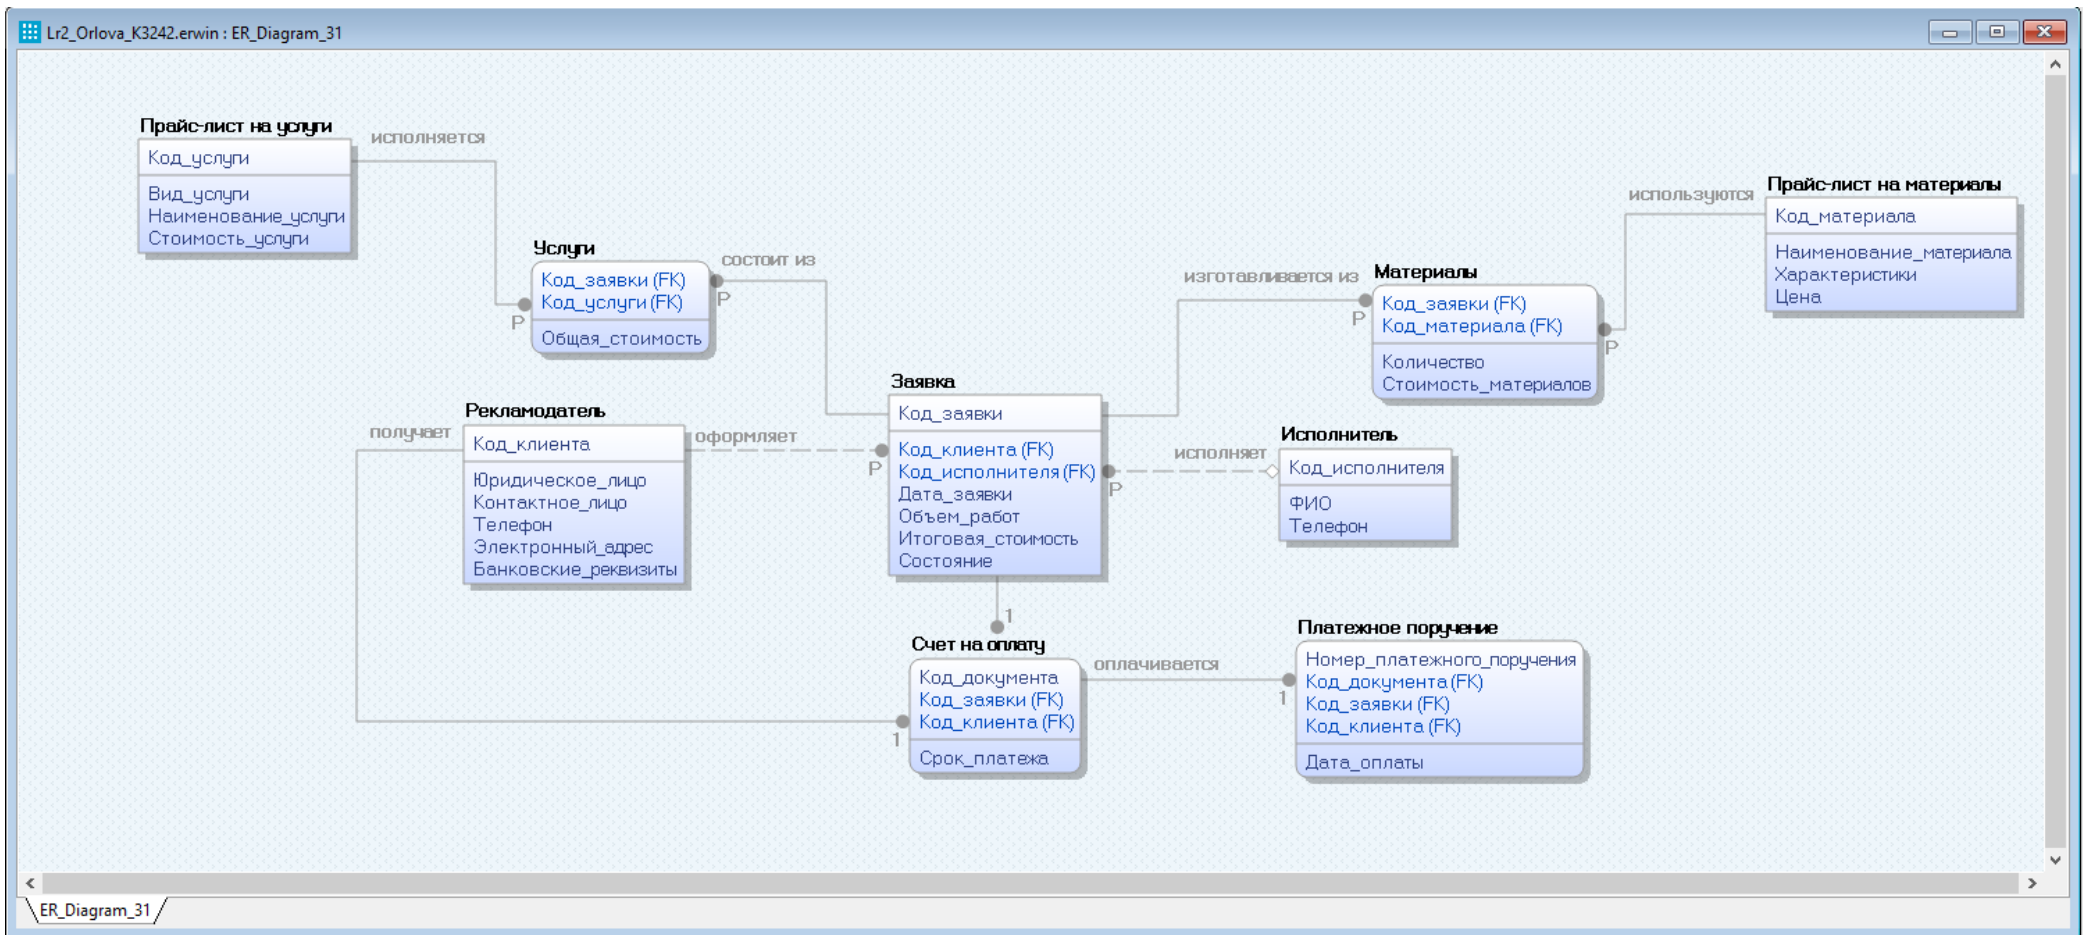 Lr2_Orlova_K3242.erwin : ER_Diagram_31
Прайс-лист на услуги
Код_услуги
Вид_услуги
Наименование_услуги
Стоимость_услуги
исполняется
Услуги
Код_заявки (FK)
Код_услуги (FK)
Общая_стоимость
P
P
состоит из
изготавливается из
P
Материалы
Код_заявки (FK)
Код_материала (FK)
Количество
Стоимость_материалов
P
используются
Прайс-лист на материалы
Код_материала
Наименование_материала
Характеристики
Цена
получает
Рекламодатель
Код_клиента
Юридическое_лицо
Контактное_лицо
Телефон
Электронный_адрес
Банковские_реквизиты
оформляет
P
Заявка
Код_заявки
Код_клиента (FK)
Код_исполнителя (FK)
Дата_заявки
Объем_работ
Итоговая_стоимость
Состояние
P
исполняет
Исполнитель
Код_исполнителя
ФИО
Телефон
1
1
Счет на оплату
Код_документа
Код_заявки (FK)
Код_клиента (FK)
Срок_платежа
оплачивается
1
Платежное поручение
Номер_платежного_поручения
Код_документа (FK)
Код_заявки (FK)
Код_клиента (FK)
Дата_оплаты
ER_Diagram_31